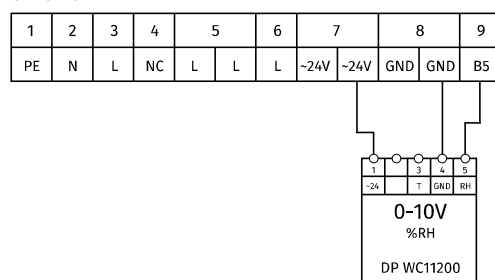 1 2 3 4 5 6 7 8 9
PE N L NC L L L ~24V ~24V GND GND B5
1 3 4 5
~24 T GND RH
0-10V
%RH
DP WC11200